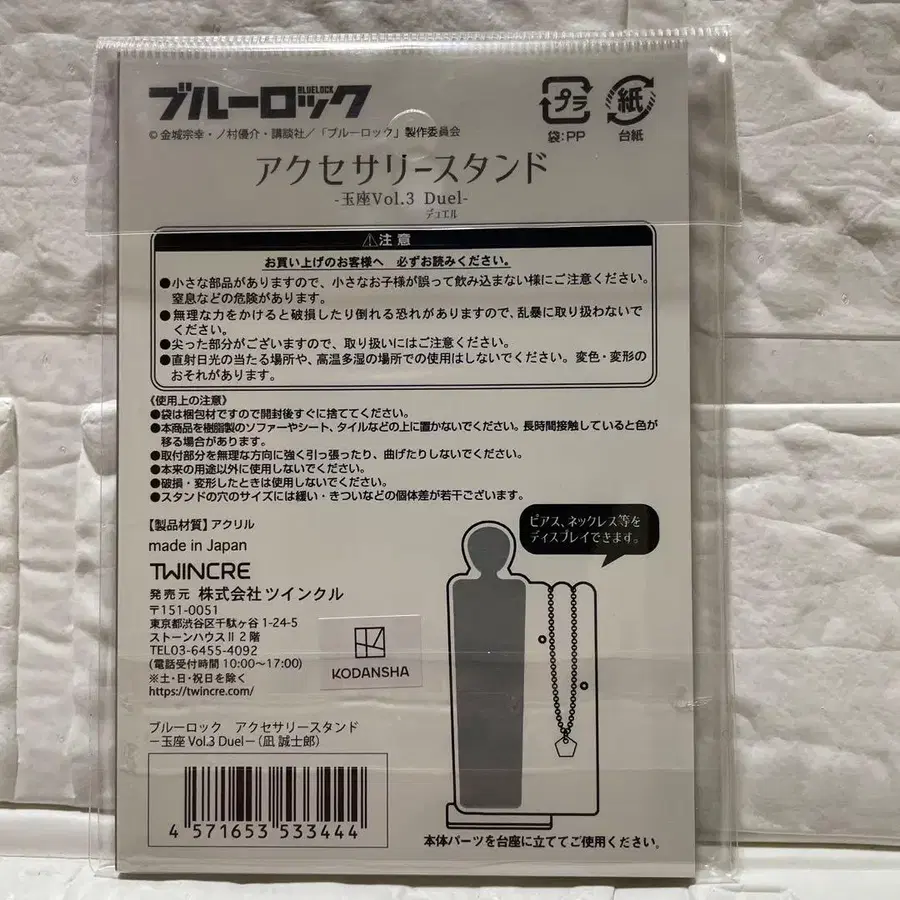 ブルーロック
BLUELOCK
© 金城宗幸・ノ村優介・講談社／「ブルーロック」製作委員会
プラ
袋:PP
紙
台紙
アクセサリースタンド
-玉座Vol.3 Duel-
デュエル
⚠注意
お買い上げのお客様へ 必ずお読みください。
●小さな部品がありますので、小さなお子様が誤って飲み込まない様にご注意ください。
窒息などの危険があります。
●無理な力をかけると破損したり倒れる恐れがありますので、乱暴に取り扱わないで
ください。
●尖った部分がございますので、取り扱いにはご注意ください。
●直射日光の当たる場所や、高温多湿の場所での使用はしないでください。変色・変形の
おそれがあります。
《使用上の注意》
●袋は梱包材ですので開封後すぐに捨ててください。
●本商品を樹脂製のソファーやシート、タイルなどの上に置かないでください。長時間接触していると色が
移る場合があります。
●取付部分を無理な方向に強く引っ張ったり、曲げたりしないでください。
●本来の用途以外に使用しないでください。
●破損・変形したときは使用しないでください。
●スタンドの穴のサイズには緩い・きついなどの個体差が若干ございます。
【製品材質】アクリル
made in Japan
TWINCRE
発売元 株式会社ツインクル
〒151-0051
東京都渋谷区千駄ヶ谷 1-24-5
ストーンハウスⅡ 2階
TEL03-6455-4092
(電話受付時間 10:00〜17:00)
※土・日・祝日を除く
https://twincre.com/
KODANSHA
ピアス、ネックレス等を
ディスプレイできます。
ブルーロック アクセサリースタンド
－玉座 Vol.3 Duel－(凪 誠士郎)
4 571653 533444
本体パーツを台座に立ててご使用ください。